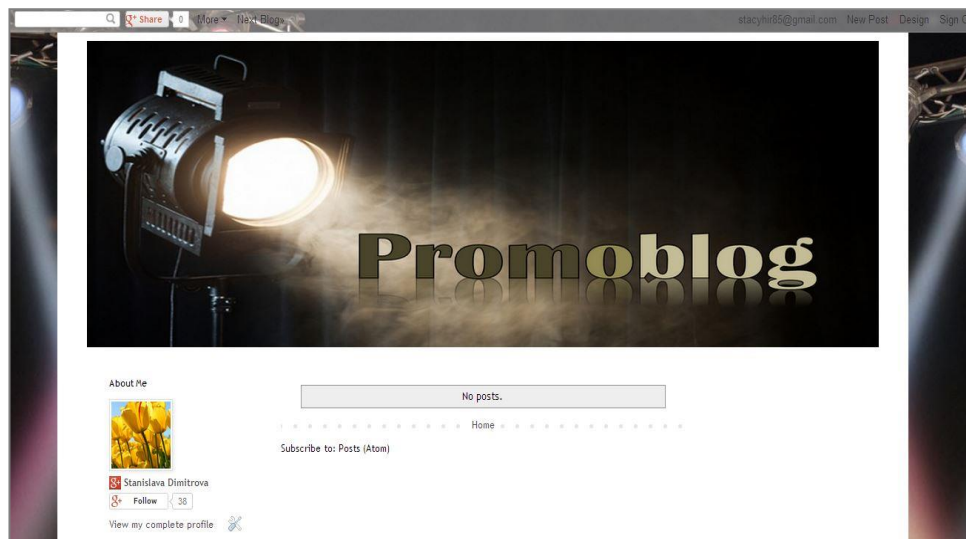 g+ Share 0 More Next Blog» stacyhir85@gmail.com New Post Design Sign O
Promoblog
About Me
No posts.
Home
Subscribe to: Posts (Atom)
g+ Stanislava Dimitrova
g+ Follow 38
View my complete profile